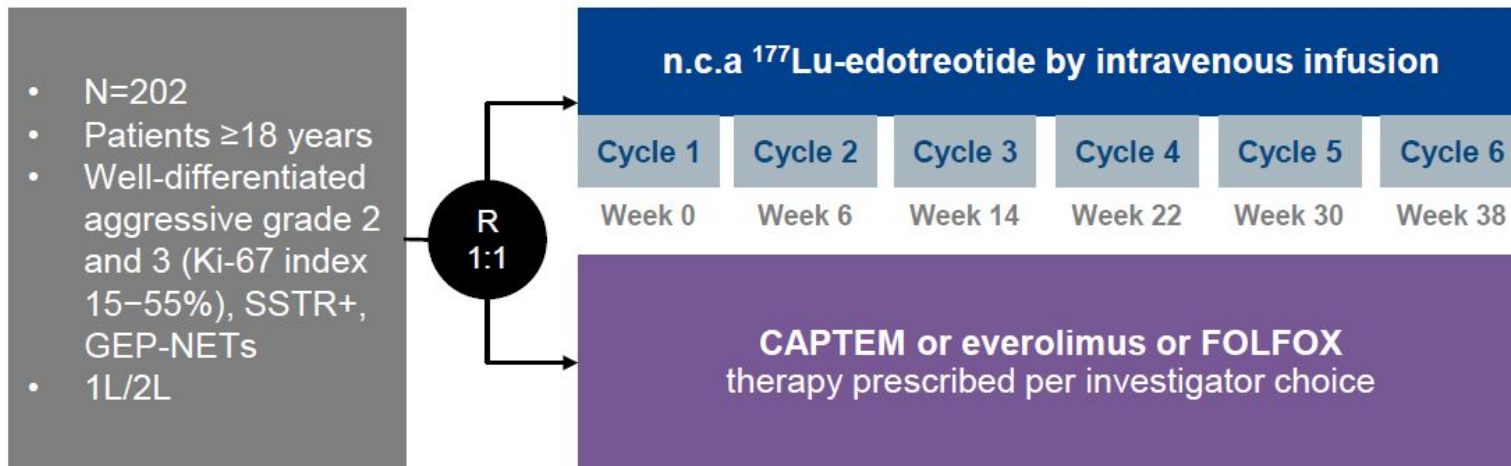 • N=202
• Patients ≥18 years
• Well-differentiated
aggressive grade 2
and 3 (Ki-67 index
15−55%), SSTR+,
GEP-NETs
• 1L/2L
R
1:1
n.c.a ¹⁷⁷Lu-edotreotide by intravenous infusion
Cycle 1 Cycle 2 Cycle 3 Cycle 4 Cycle 5 Cycle 6
Week 0 Week 6 Week 14 Week 22 Week 30 Week 38
CAPTEM or everolimus or FOLFOX
therapy prescribed per investigator choice